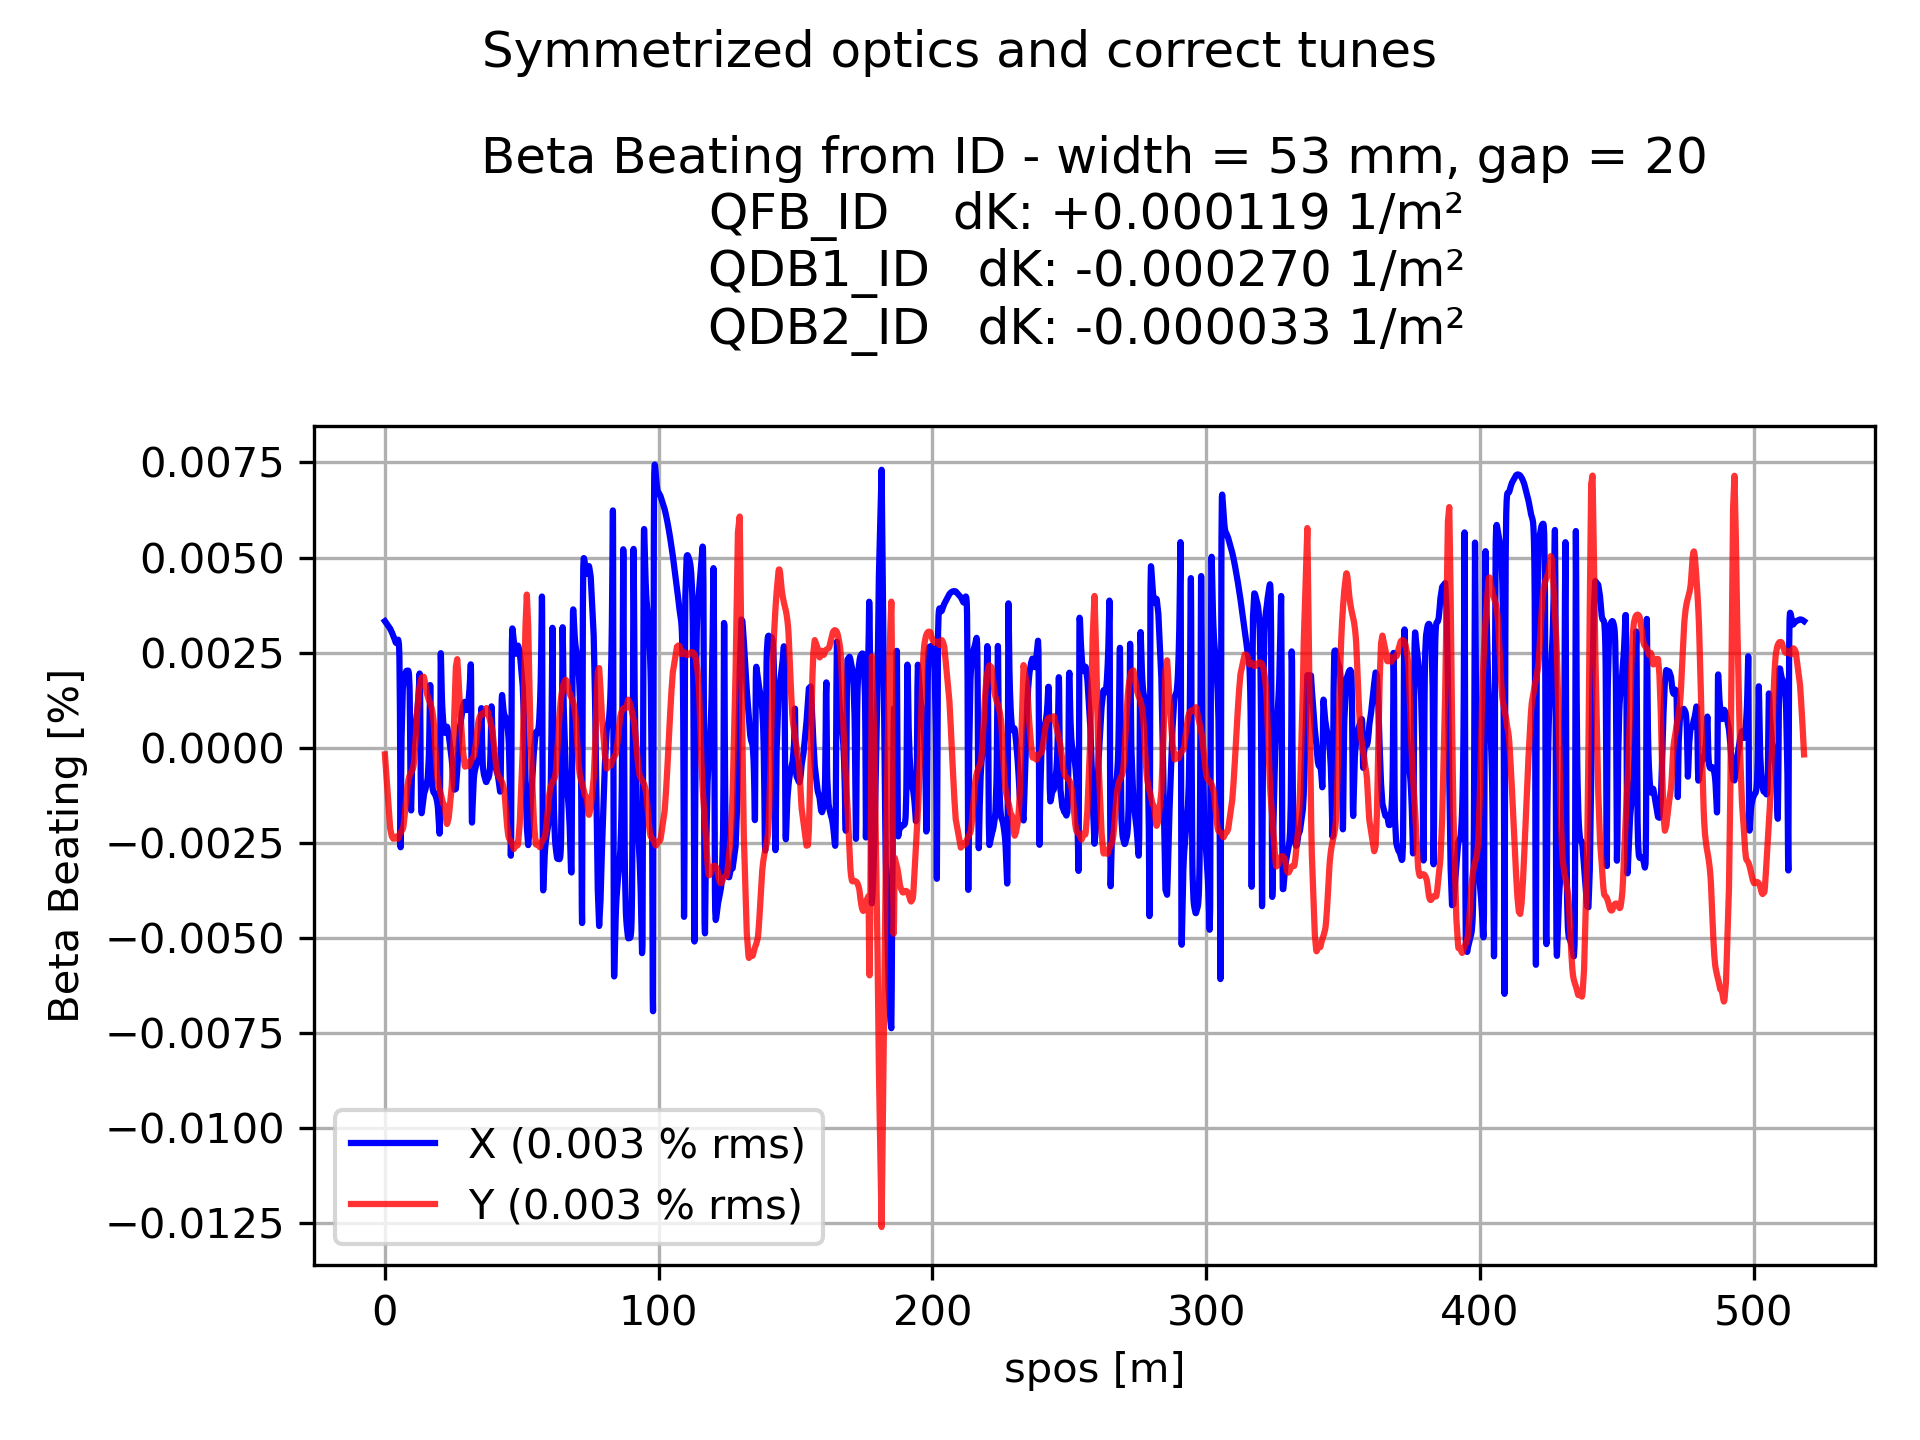 Symmetrized optics and correct tunes
Beta Beating from ID - width = 53 mm, gap = 20
QFB_ID dK: +0.000119 1/m²
QDB1_ID dK: -0.000270 1/m²
QDB2_ID dK: -0.000033 1/m²
Beta Beating [%]
0.0075
0.0050
0.0025
0.0000
−0.0025
−0.0050
−0.0075
−0.0100
−0.0125
X (0.003 % rms)
Y (0.003 % rms)
0 100 200 300 400 500
spos [m]